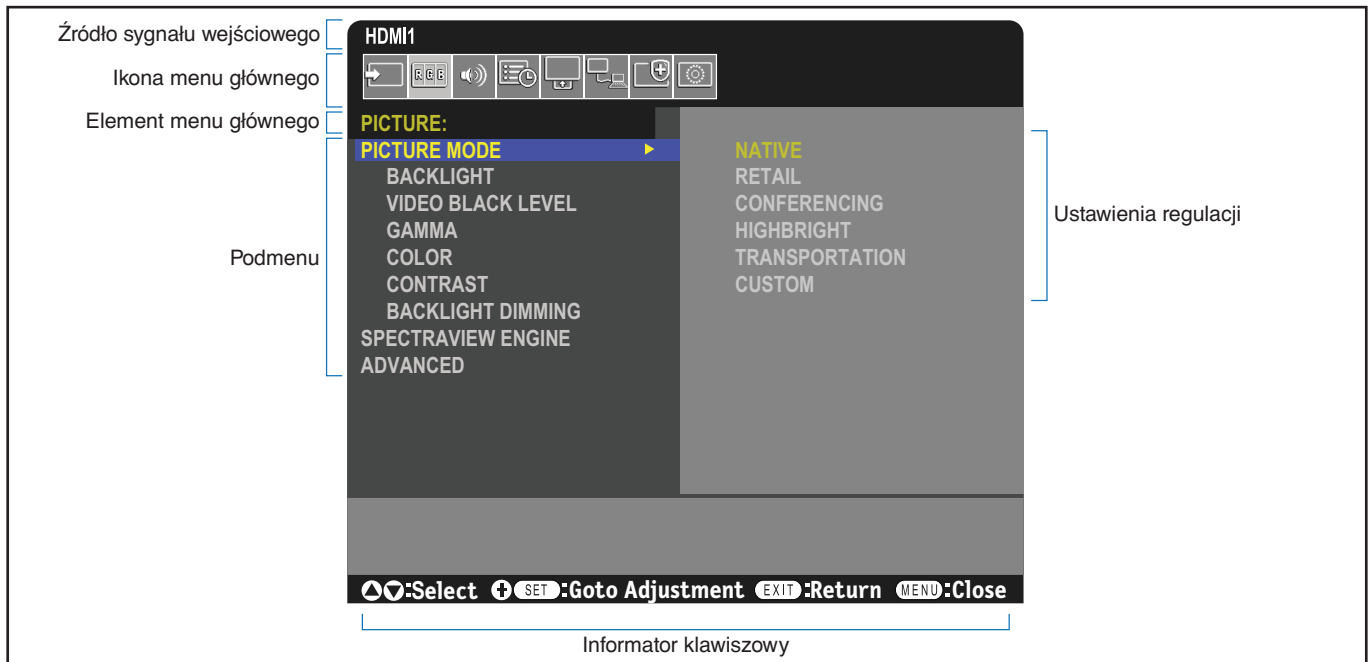 Źródło sygnału wejściowego
HDMI1
Ikona menu głównego
RGB
Element menu głównego
PICTURE:
PICTURE MODE
NATIVE
BACKLIGHT
RETAIL
VIDEO BLACK LEVEL
CONFERENCING
Ustawienia regulacji
GAMMA
HIGHBRIGHT
Podmenu
COLOR
TRANSPORTATION
CONTRAST
CUSTOM
BACKLIGHT DIMMING
SPECTRAVIEW ENGINE
ADVANCED
:Select SET:Goto Adjustment EXIT:Return MENU:Close
Informator klawiszowy